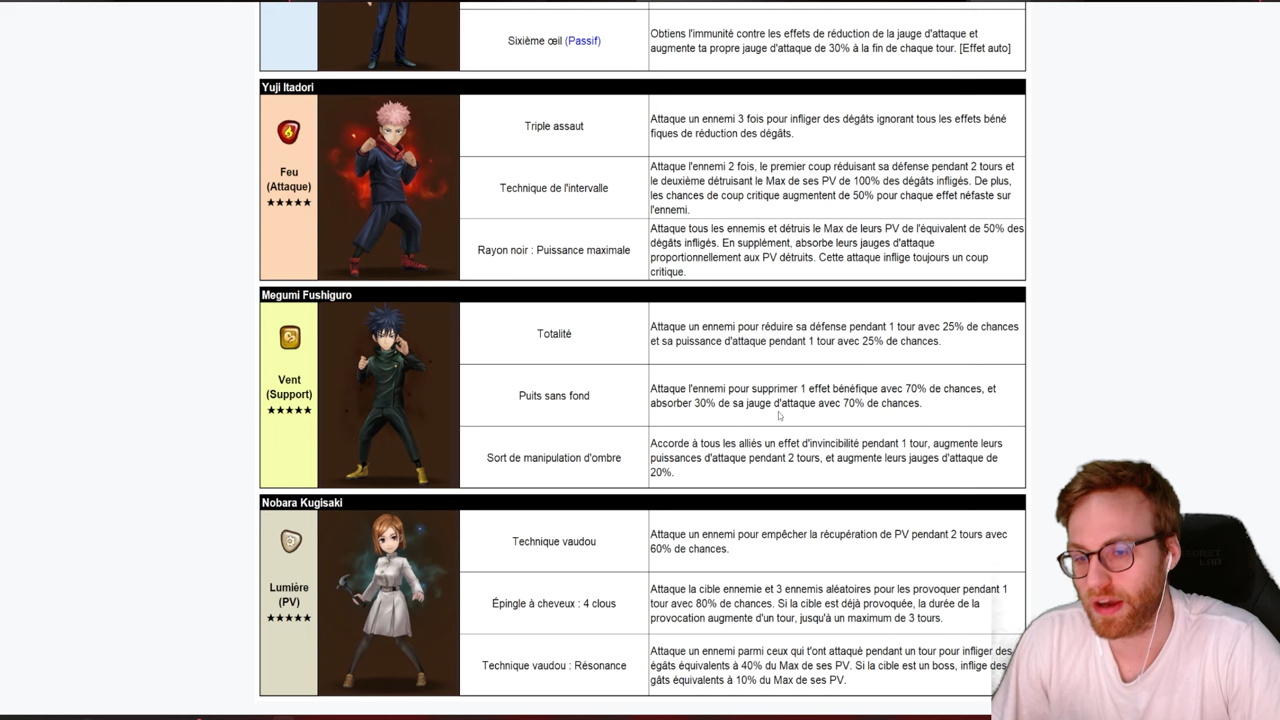 Sixième œil (Passif)
Obtiens l'immunité contre les effets de réduction de la jauge d'attaque et
augmente ta propre jauge d'attaque de 30% à la fin de chaque tour. [Effet auto]
Yuji Itadori
Feu
(Attaque)
★★★★★
Triple assaut
Attaque un ennemi 3 fois pour infliger des dégâts ignorant tous les effets béné
fiques de réduction des dégâts.
Technique de l'intervalle
Attaque l'ennemi 2 fois, le premier coup réduisant sa défense pendant 2 tours et
le deuxième détruisant le Max de ses PV de 100% des dégâts infligés. De plus,
les chances de coup critique augmentent de 50% pour chaque effet néfaste sur
l'ennemi.
Rayon noir : Puissance maximale
Attaque tous les ennemis et détruis le Max de leurs PV de l'équivalent de 50% des
dégâts infligés. En supplément, absorbe leurs jauges d'attaque
proportionnellement aux PV détruits. Cette attaque inflige toujours un coup
critique.
Megumi Fushiguro
Vent
(Support)
★★★★★
Totalité
Attaque un ennemi pour réduire sa défense pendant 1 tour avec 25% de chances
et sa puissance d'attaque pendant 1 tour avec 25% de chances.
Puits sans fond
Attaque l'ennemi pour supprimer 1 effet bénéfique avec 70% de chances, et
absorber 30% de sa jauge d'attaque avec 70% de chances.
Sort de manipulation d'ombre
Accorde à tous les alliés un effet d'invincibilité pendant 1 tour, augmente leurs
puissances d'attaque pendant 2 tours, et augmente leurs jauges d'attaque de
20%.
Nobara Kugisaki
Lumière
(PV)
★★★★★
Technique vaudou
Attaque un ennemi pour empêcher la récupération de PV pendant 2 tours avec
60% de chances.
Épingle à cheveux : 4 clous
Attaque la cible ennemie et 3 ennemis aléatoires pour les provoquer pendant 1
tour avec 80% de chances. Si la cible est déjà provoquée, la durée de la
provocation augmente d'un tour, jusqu'à un maximum de 3 tours.
Technique vaudou : Résonance
Attaque un ennemi parmi ceux qui t'ont attaqué pendant un tour pour infliger des
égâts équivalents à 40% du Max de ses PV. Si la cible est un boss, inflige des
gâts équivalents à 10% du Max de ses PV.